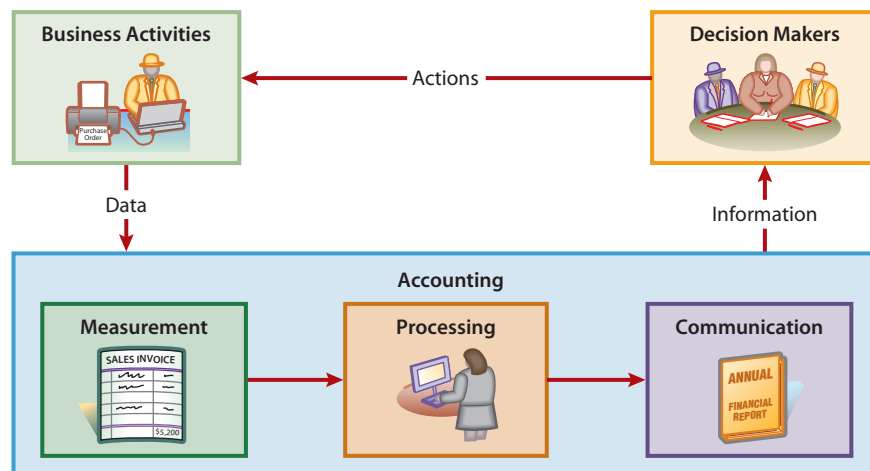 Business Activities
Decision Makers
Actions
Purchase
Order
Data
Information
Accounting
Measurement
Processing
Communication
SALES INVOICE
$5,200
ANNUAL
FINANCIAL
REPORT